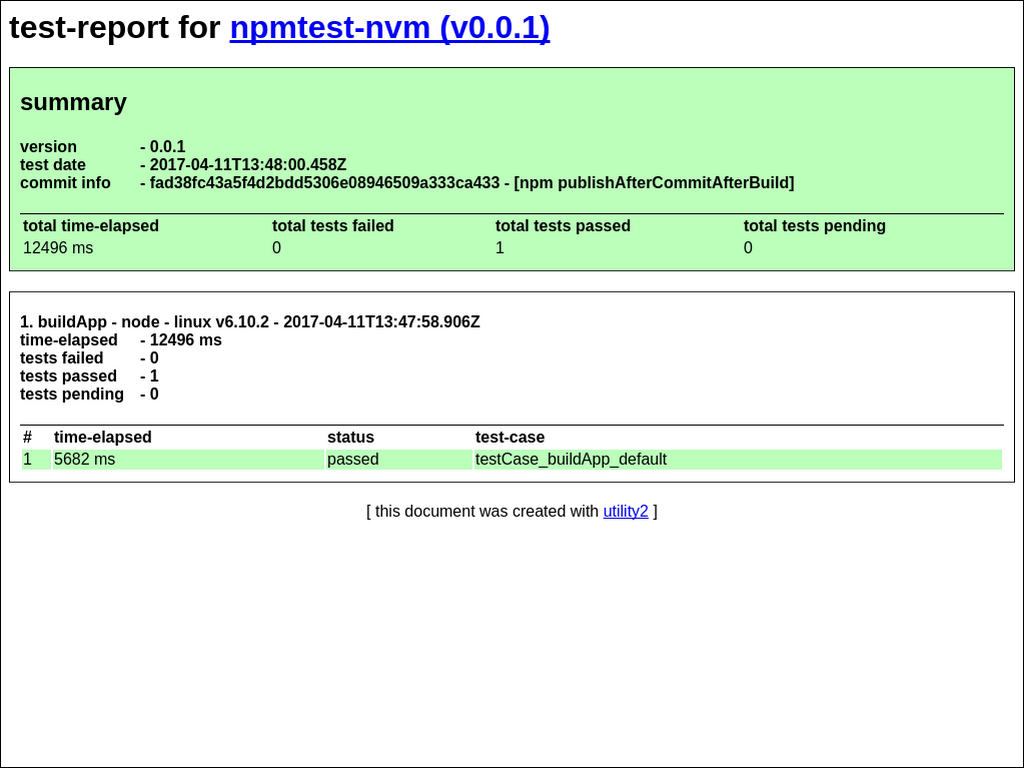 test-report for npmtest-nvm (v0.0.1)
summary
version - 0.0.1
test date - 2017-04-11T13:48:00.458Z
commit info - fad38fc43a5f4d2bdd5306e08946509a333ca433 - [npm publishAfterCommitAfterBuild]
total time-elapsed total tests failed total tests passed total tests pending
12496 ms 0 1 0
1. buildApp - node - linux v6.10.2 - 2017-04-11T13:47:58.906Z
time-elapsed - 12496 ms
tests failed - 0
tests passed - 1
tests pending - 0
# time-elapsed status test-case
1 5682 ms passed testCase_buildApp_default
[ this document was created with utility2 ]